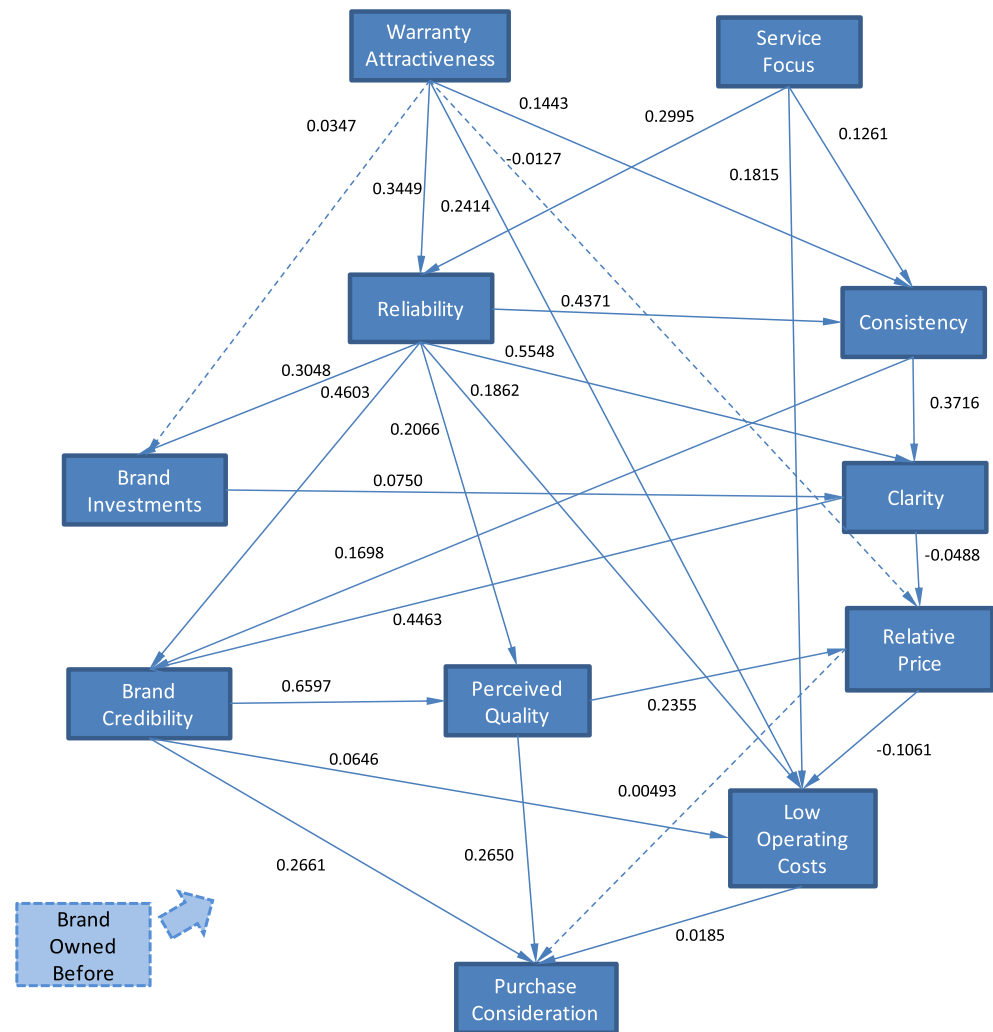 Warranty
Attractiveness
Service
Focus
0.0347
0.1443
0.2995
0.1261
-0.0127
0.3449
0.1815
0.2414
Reliability
0.4371
Consistency
0.5548
0.3048
0.4603
0.1862
0.3716
0.2066
Brand
Investments
0.0750
Clarity
0.1698
-0.0488
0.4463
Relative
Price
Brand
Credibility
0.6597
Perceived
Quality
0.2355
-0.1061
0.0646
0.00493
Low
Operating
Costs
0.2661
0.2650
0.0185
Brand
Owned
Before
Purchase
Consideration